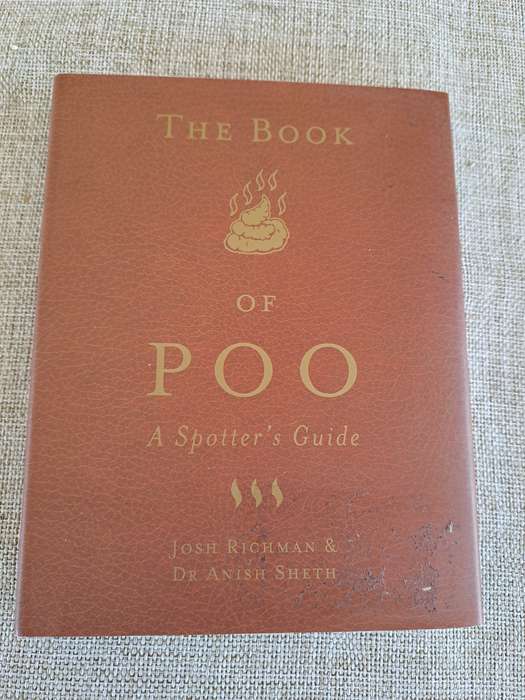 THE BOOK
OF
POO
A Spotter's Guide
JOSH RICHMAN &
DR ANISH SHETH